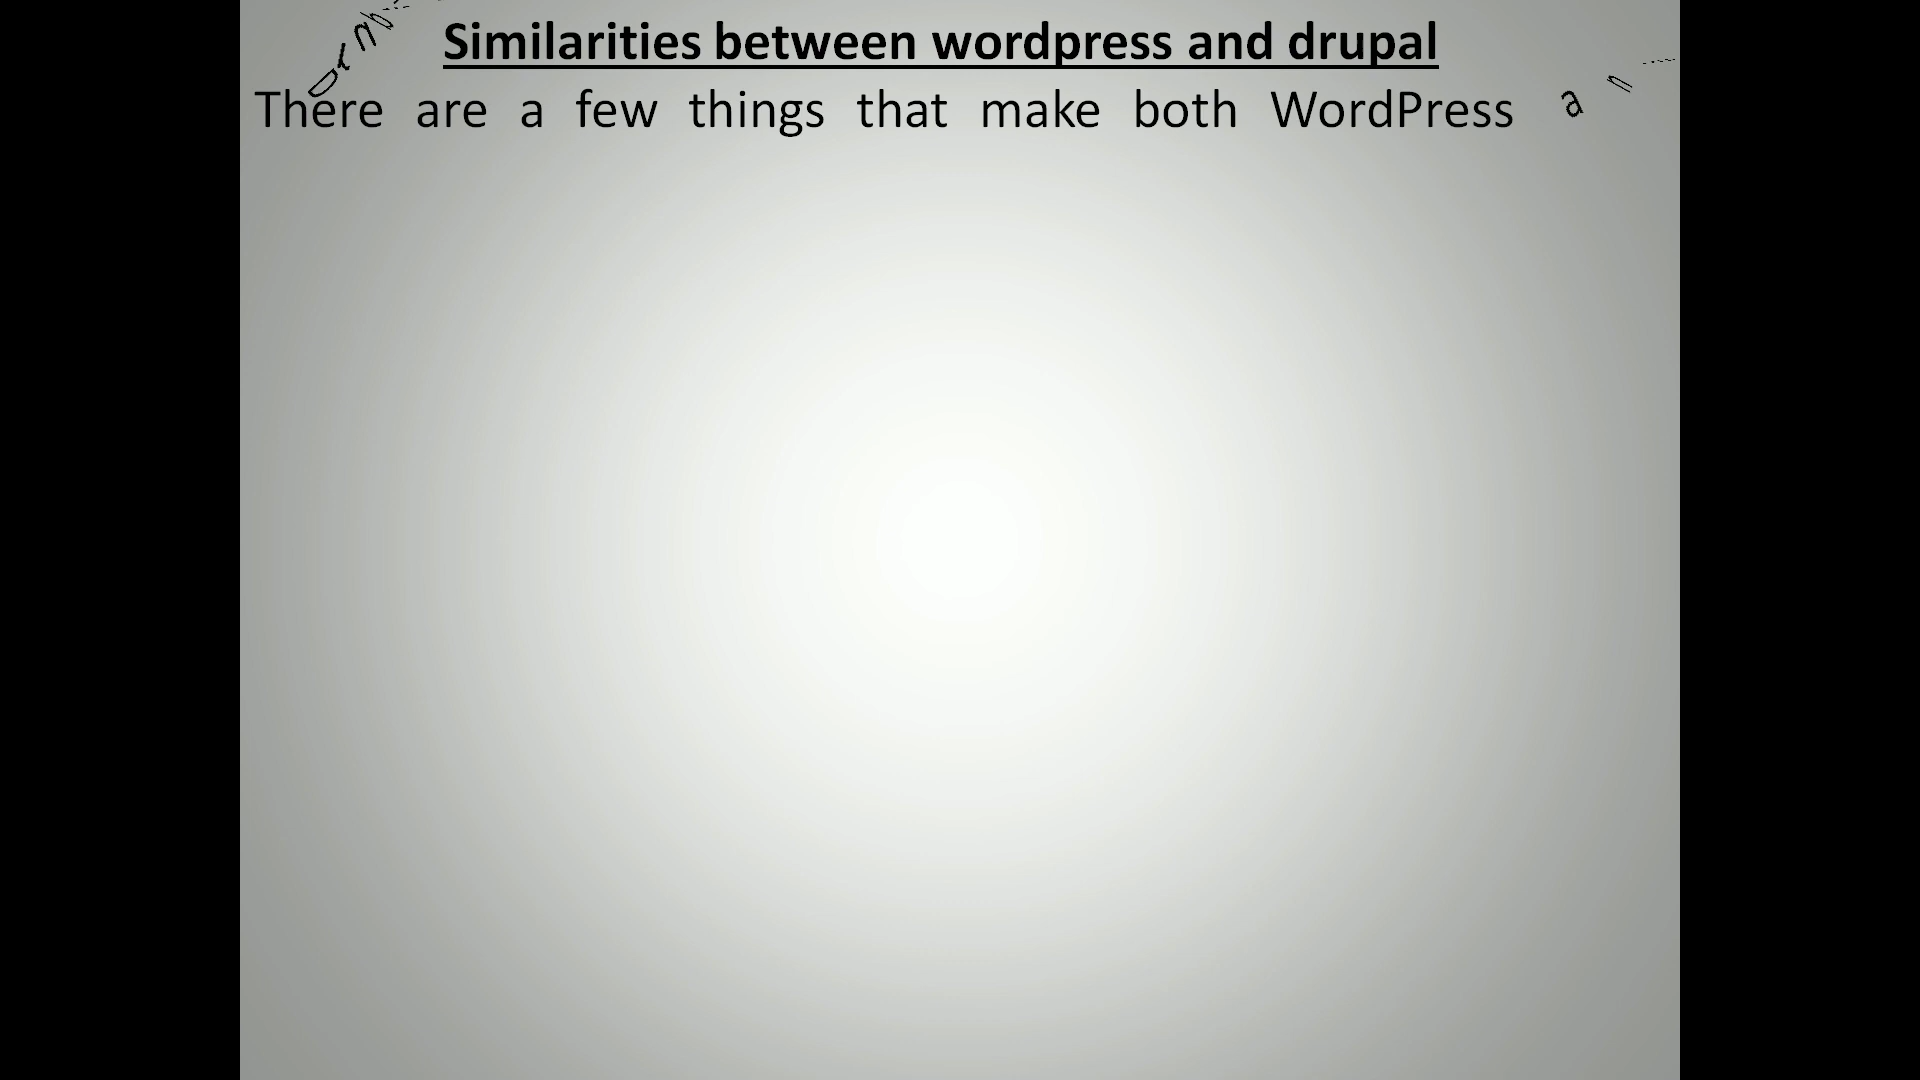 Similarities between wordpress and drupal
There are a few things that make both WordPress